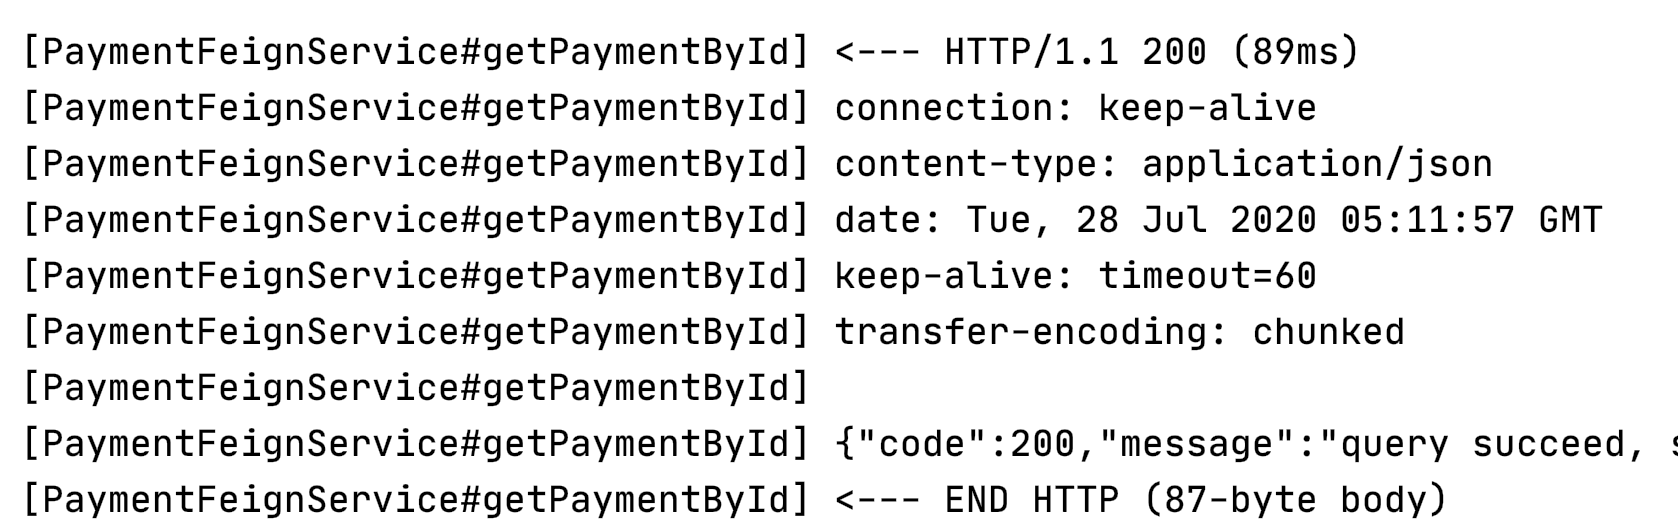 [PaymentFeignService#getPaymentById] <--- HTTP/1.1 200 (89ms)
[PaymentFeignService#getPaymentById] connection: keep-alive
[PaymentFeignService#getPaymentById] content-type: application/json
[PaymentFeignService#getPaymentById] date: Tue, 28 Jul 2020 05:11:57 GMT
[PaymentFeignService#getPaymentById] keep-alive: timeout=60
[PaymentFeignService#getPaymentById] transfer-encoding: chunked
[PaymentFeignService#getPaymentById]
[PaymentFeignService#getPaymentById] {"code":200,"message":"query succeed,
[PaymentFeignService#getPaymentById] <--- END HTTP (87-byte body)